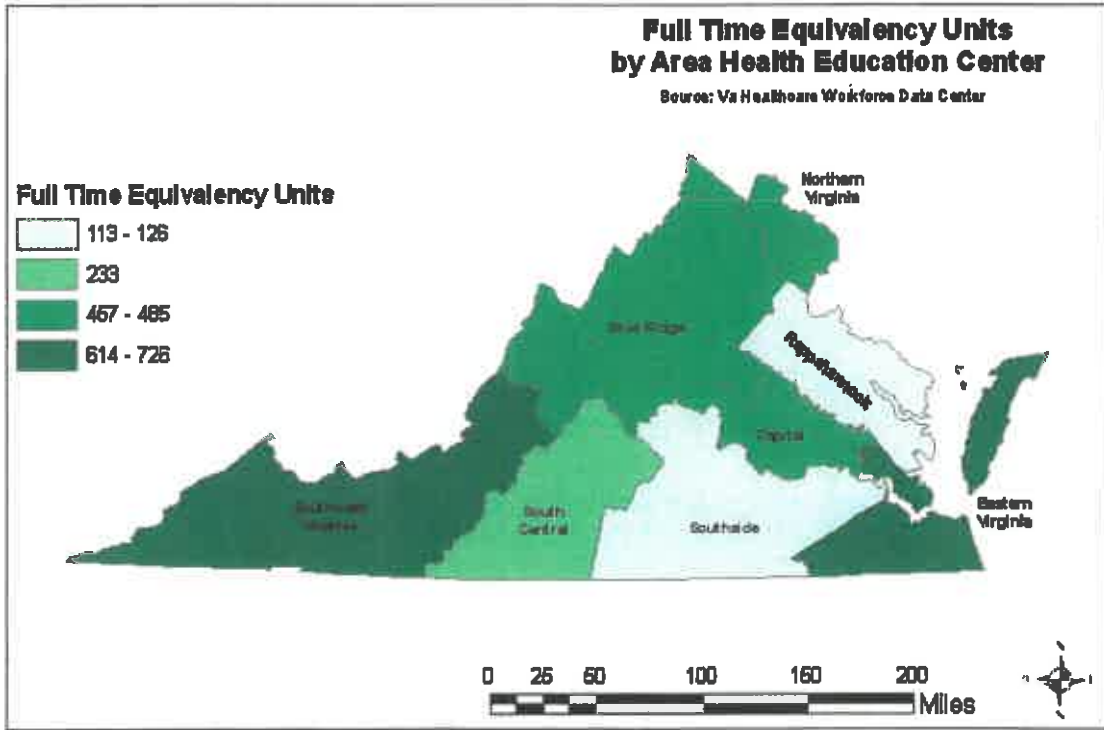 Full Time Equivalency Units
by Area Health Education Center
Source: Va Healthcare Workforce Data Center
Full Time Equivalency Units
113 - 126
233
457 - 485
614 - 726
Northern
Virginia
Blue Ridge
Rappahannock
Capital
Southwest
South
Central
Southside
Eastern
Virginia
0 25 50 100 150 200
Miles